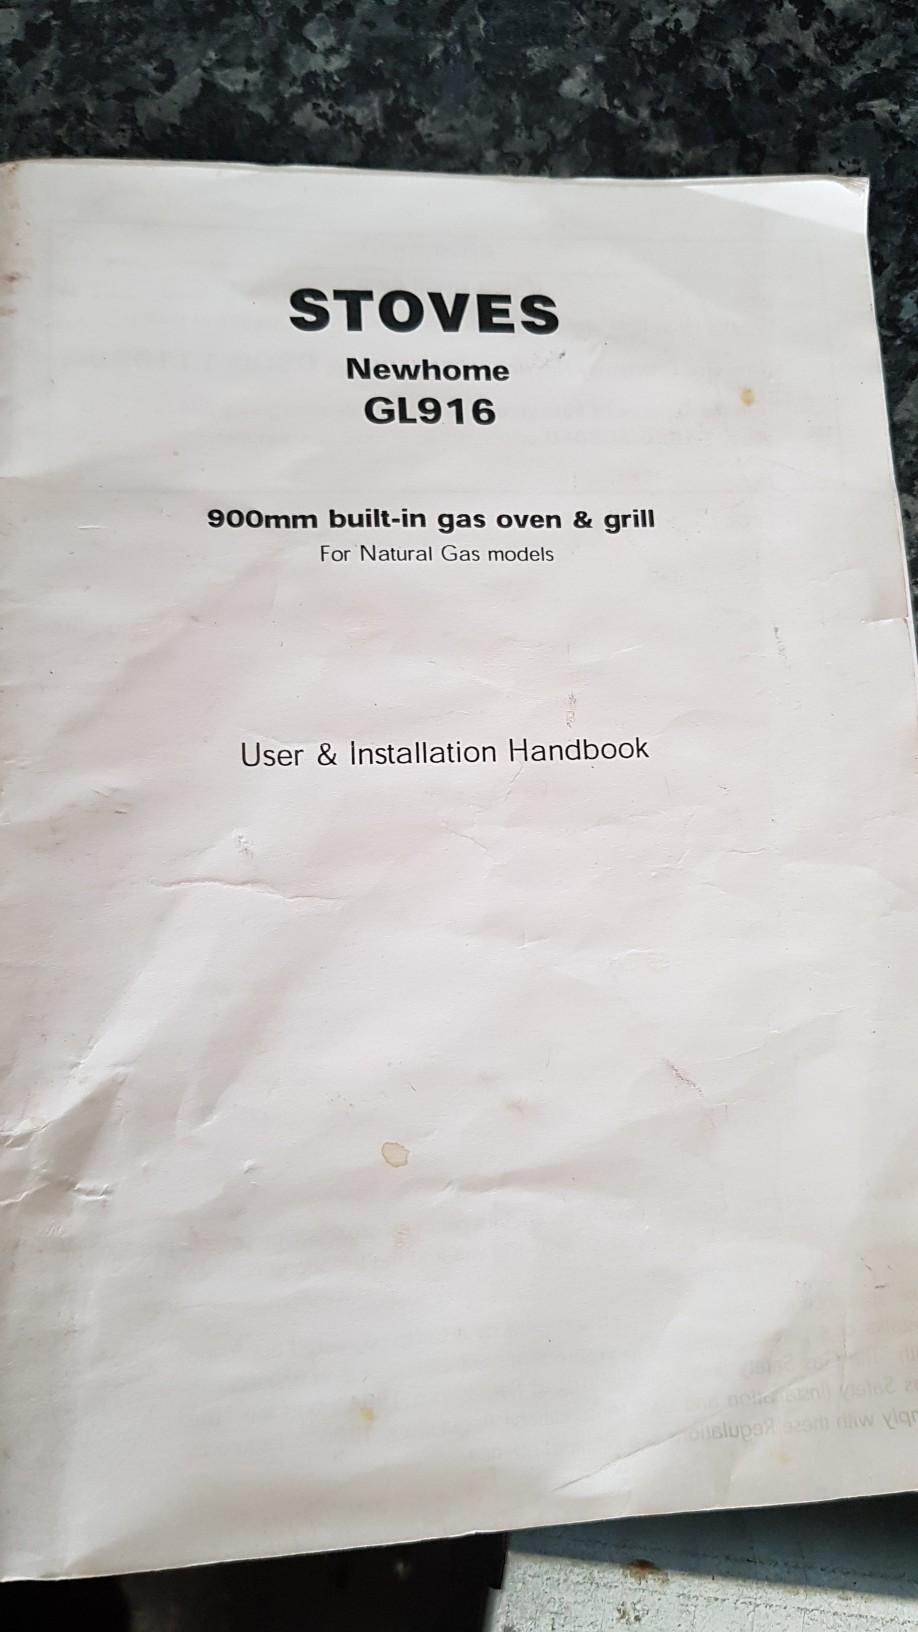 STOVES
Newhome
GL916
900mm built-in gas oven & grill
For Natural Gas models
User & Installation Handbook